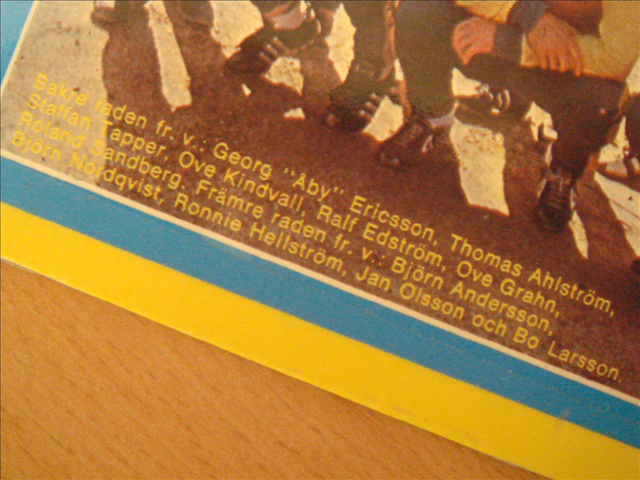 Bakre raden fr. v.: Georg "Åby" Ericsson, Thomas Ahlström,
Staffan Tapper, Ove Kindvall, Ralf Edström, Ove Grahn,
Roland Sandberg. Främre raden fr. v.: Björn Andersson,
Björn Nordqvist, Ronnie Hellström, Jan Olsson och Bo Larsson.